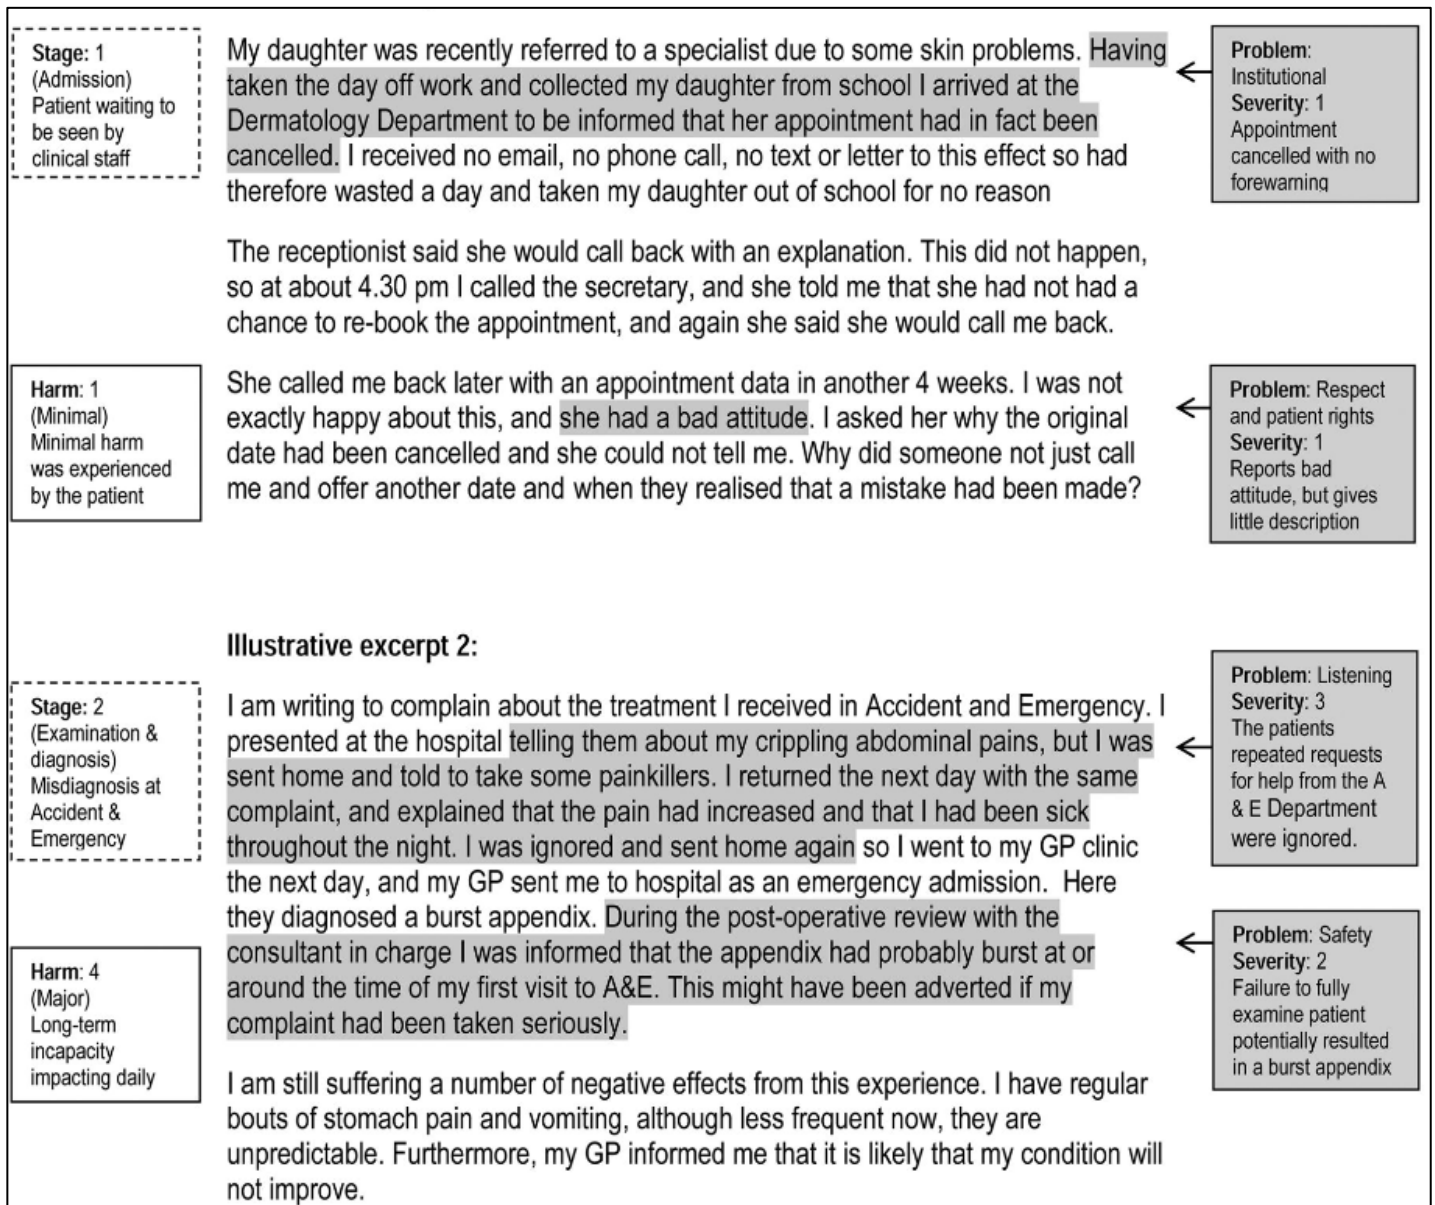 Stage: 1
(Admission)
Patient waiting to
be seen by
clinical staff
My daughter was recently referred to a specialist due to some skin problems. Having
taken the day off work and collected my daughter from school I arrived at the
Dermatology Department to be informed that her appointment had in fact been
cancelled. I received no email, no phone call, no text or letter to this effect so had
therefore wasted a day and taken my daughter out of school for no reason
Problem:
Institutional
Severity: 1
Appointment
cancelled with no
forewarning
The receptionist said she would call back with an explanation. This did not happen,
so at about 4.30 pm I called the secretary, and she told me that she had not had a
chance to re-book the appointment, and again she said she would call me back.
Harm: 1
(Minimal)
Minimal harm
was experienced
by the patient
She called me back later with an appointment data in another 4 weeks. I was not
exactly happy about this, and she had a bad attitude. I asked her why the original
date had been cancelled and she could not tell me. Why did someone not just call
me and offer another date and when they realised that a mistake had been made?
Problem: Respect
and patient rights
Severity: 1
Reports bad
attitude, but gives
little description
Illustrative excerpt 2:
Stage: 2
(Examination &
diagnosis)
Misdiagnosis at
Accident &
Emergency
I am writing to complain about the treatment I received in Accident and Emergency. I
presented at the hospital telling them about my crippling abdominal pains, but I was
sent home and told to take some painkillers. I returned the next day with the same
complaint, and explained that the pain had increased and that I had been sick
throughout the night. I was ignored and sent home again so I went to my GP clinic
the next day, and my GP sent me to hospital as an emergency admission. Here
they diagnosed a burst appendix. During the post-operative review with the
consultant in charge I was informed that the appendix had probably burst at or
around the time of my first visit to A&E. This might have been adverted if my
complaint had been taken seriously.
Problem: Listening
Severity: 3
The patients
repeated requests
for help from the A
& E Department
were ignored.
Problem: Safety
Severity: 2
Failure to fully
examine patient
potentially resulted
in a burst appendix
Harm: 4
(Major)
Long-term
incapacity
impacting daily
I am still suffering a number of negative effects from this experience. I have regular
bouts of stomach pain and vomiting, although less frequent now, they are
unpredictable. Furthermore, my GP informed me that it is likely that my condition will
not improve.